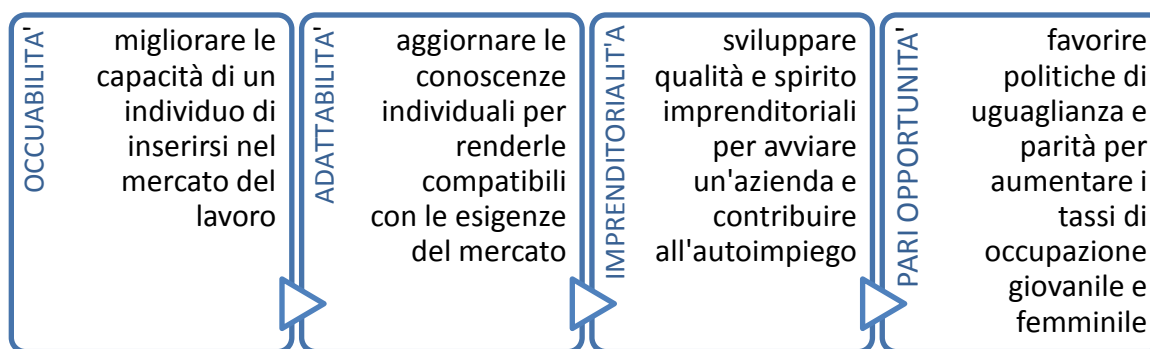 OCCUABILITA'
migliorare le
capacità di un
individuo di
inserirsi nel
mercato del
lavoro
ADATTABILITA'
aggiornare le
conoscenze
individuali per
renderle
compatibili
con le esigenze
del mercato
IMPRENDITORIALIT'A
sviluppare
qualità e spirito
imprenditoriali
per avviare
un'azienda e
contribuire
all'autoimpiego
PARI OPPORTUNITA'
favorire
politiche di
uguaglianza e
parità per
aumentare i
tassi di
occupazione
giovanile e
femminile